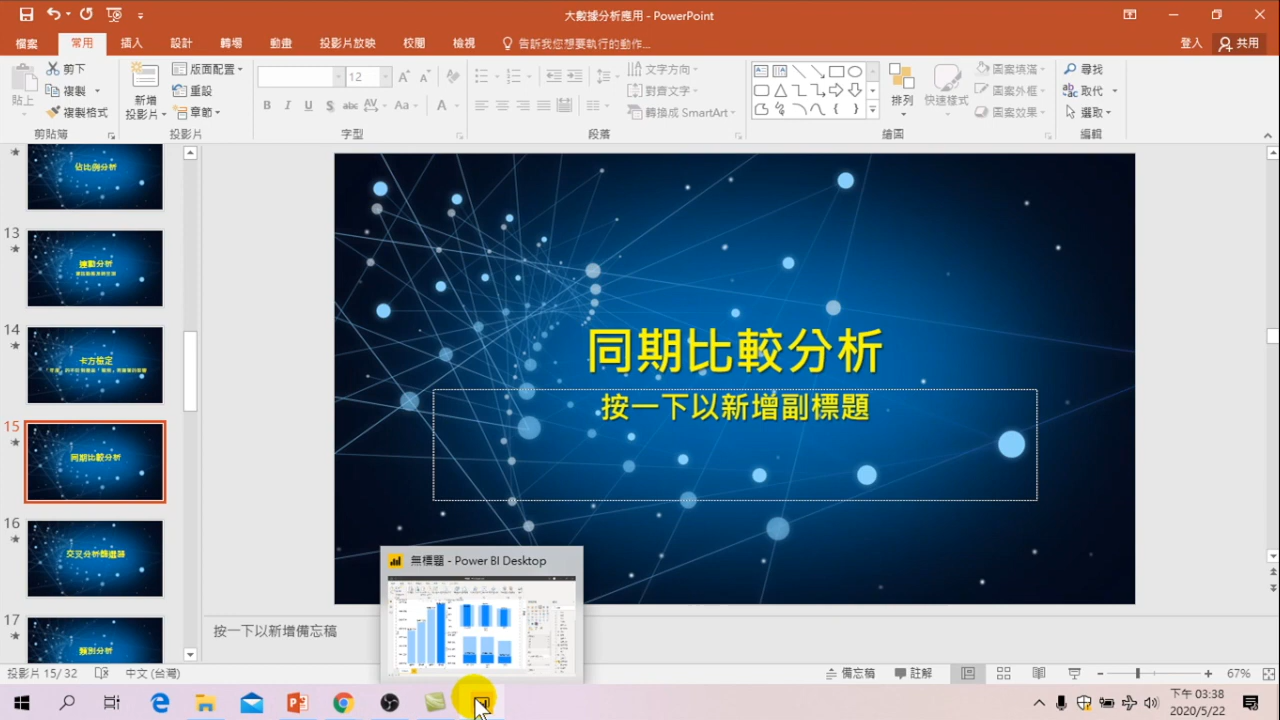 大數據分析應用 - PowerPoint
檔案
常用
插入
設計
轉場
動畫
投影片放映
校閱
檢視
告訴我您想要執行的動作...
登入
共用
貼上
剪下
複製
複製格式
剪貼簿
新增
投影片
版面配置
重設
章節
投影片
12
B I U S abc AV Aa A
字型
文字方向
對齊文字
轉換成 SmartArt
段落
排列
快速樣式
圖案填滿
圖案外框
圖案效果
繪圖
尋找
取代
選取
編輯
佔比例分析
13
連動分析
14
卡方檢定
15
同期比較分析
16
交叉分析篩選器
17
類別分析
同期比較分析
按一下以新增副標題
無標題 - Power BI Desktop
按一下以新增備忘稿
投影片 15/32
中文 (台灣)
備忘稿
註解
67%
下午 03:38
2020/5/22